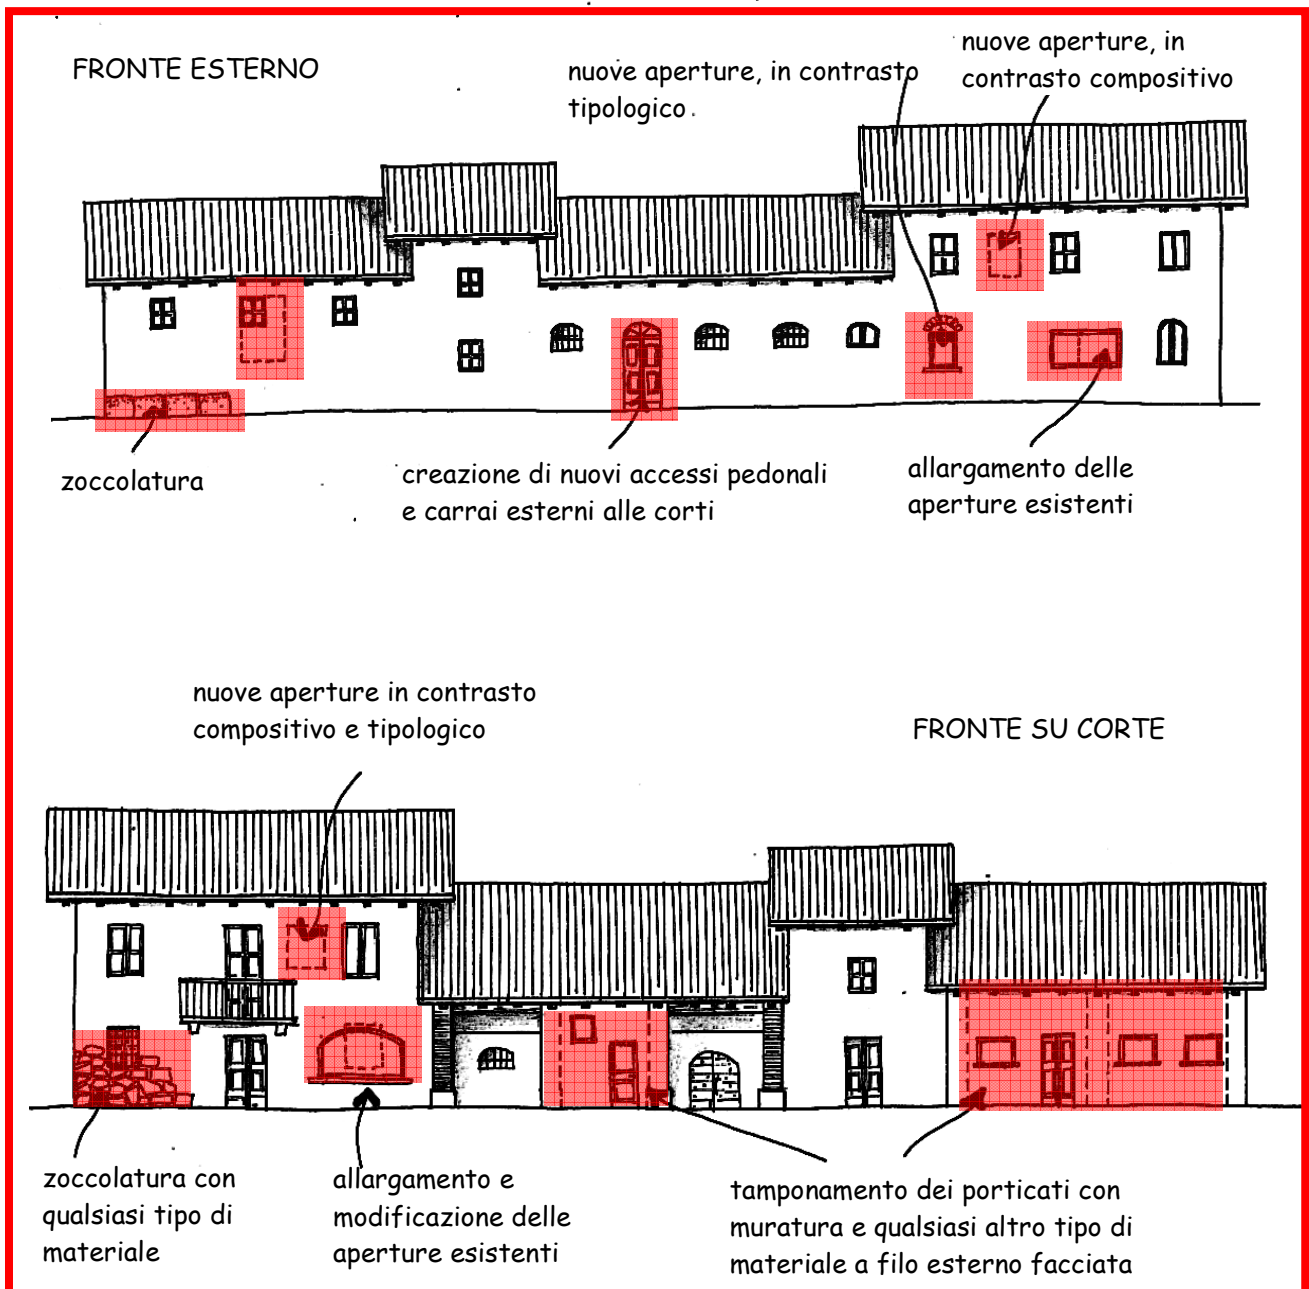 FRONTE ESTERNO
nuove aperture, in contrasto
tipologico.
nuove aperture, in
contrasto compositivo
zoccolatura
creazione di nuovi accessi pedonali
e carrai esterni alle corti
allargamento delle
aperture esistenti
nuove aperture in contrasto
compositivo e tipologico
FRONTE SU CORTE
zoccolatura con
qualsiasi tipo di
materiale
allargamento e
modificazione delle
aperture esistenti
tamponamento dei porticati con
muratura e qualsiasi altro tipo di
materiale a filo esterno facciata